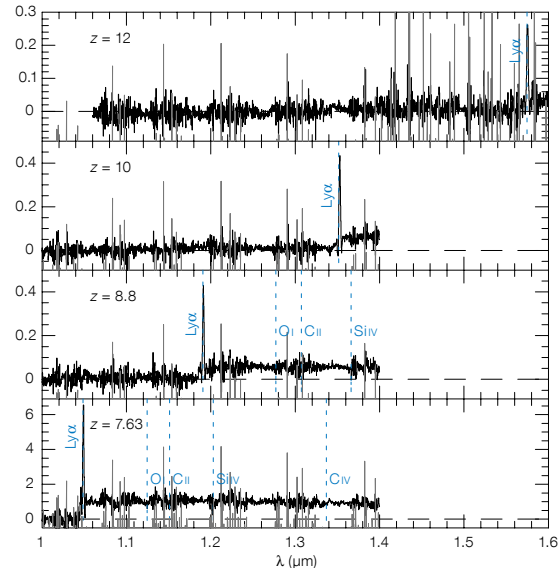 0.3
z = 12
0.2
Lyα
0.1
0
0.4
z = 10
0.2
Lyα
0
0.4
z = 8.8
0.2
Lyα
O I C II Si IV
0
6
z = 7.63
4
Lyα
2
O I C II Si IV C IV
0
1 1.1 1.2 1.3 1.4 1.5 1.6
λ (μm)